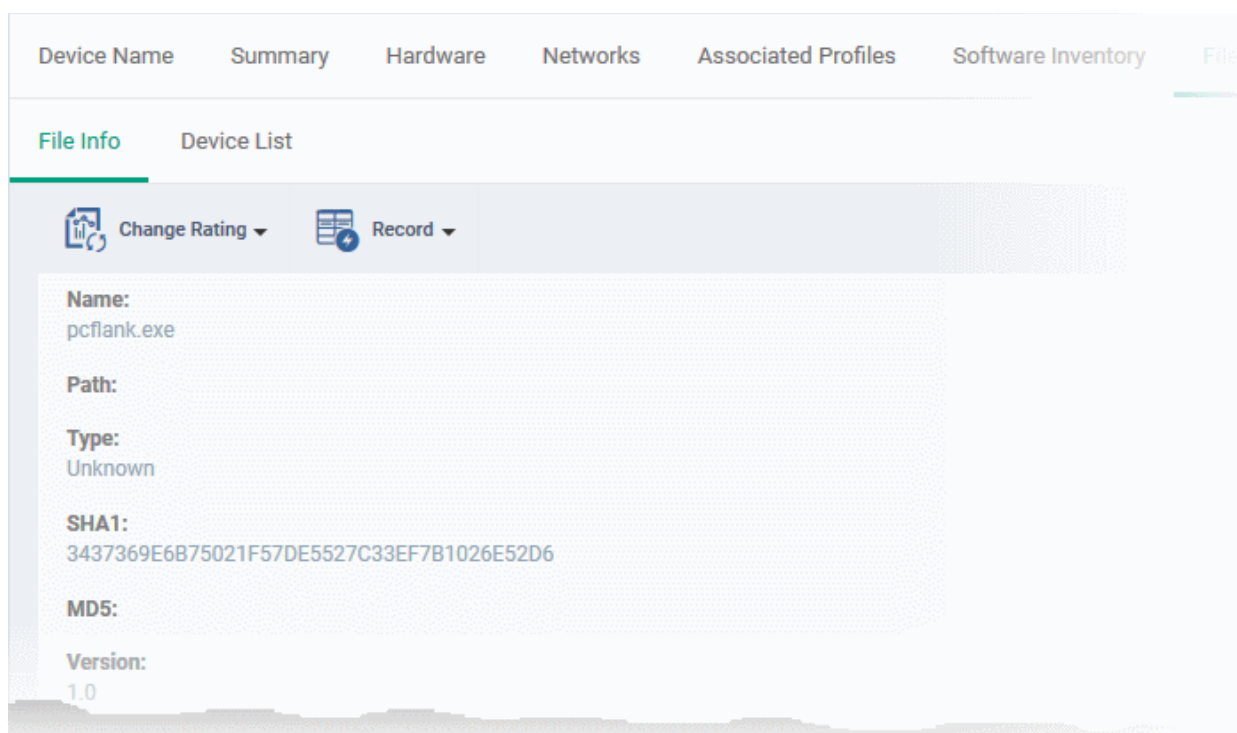 Device Name Summary Hardware Networks Associated Profiles Software Inventory File
File Info Device List
Change Rating Record
Name:
pcflank.exe
Path:
Type:
Unknown
SHA1:
3437369E6B75021F57DE5527C33EF7B1026E52D6
MD5:
Version:
1.0